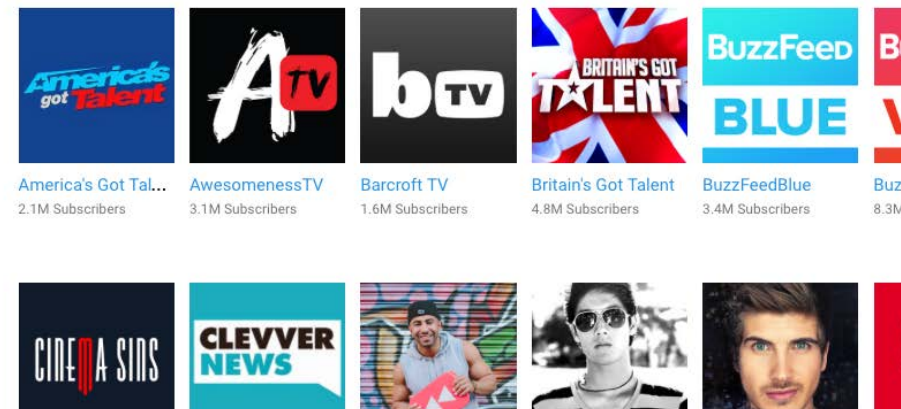 America's
got Talent
A TV
bTV
BRITAIN'S GOT
TALENT
BuzzFeed
BLUE
America's Got Tal...
AwesomenessTV
Barcroft TV
Britain's Got Talent
BuzzFeedBlue
Buz
2.1M Subscribers
3.1M Subscribers
1.6M Subscribers
4.8M Subscribers
3.4M Subscribers
8.3M
CINEMA SINS
CLEVVER
NEWS